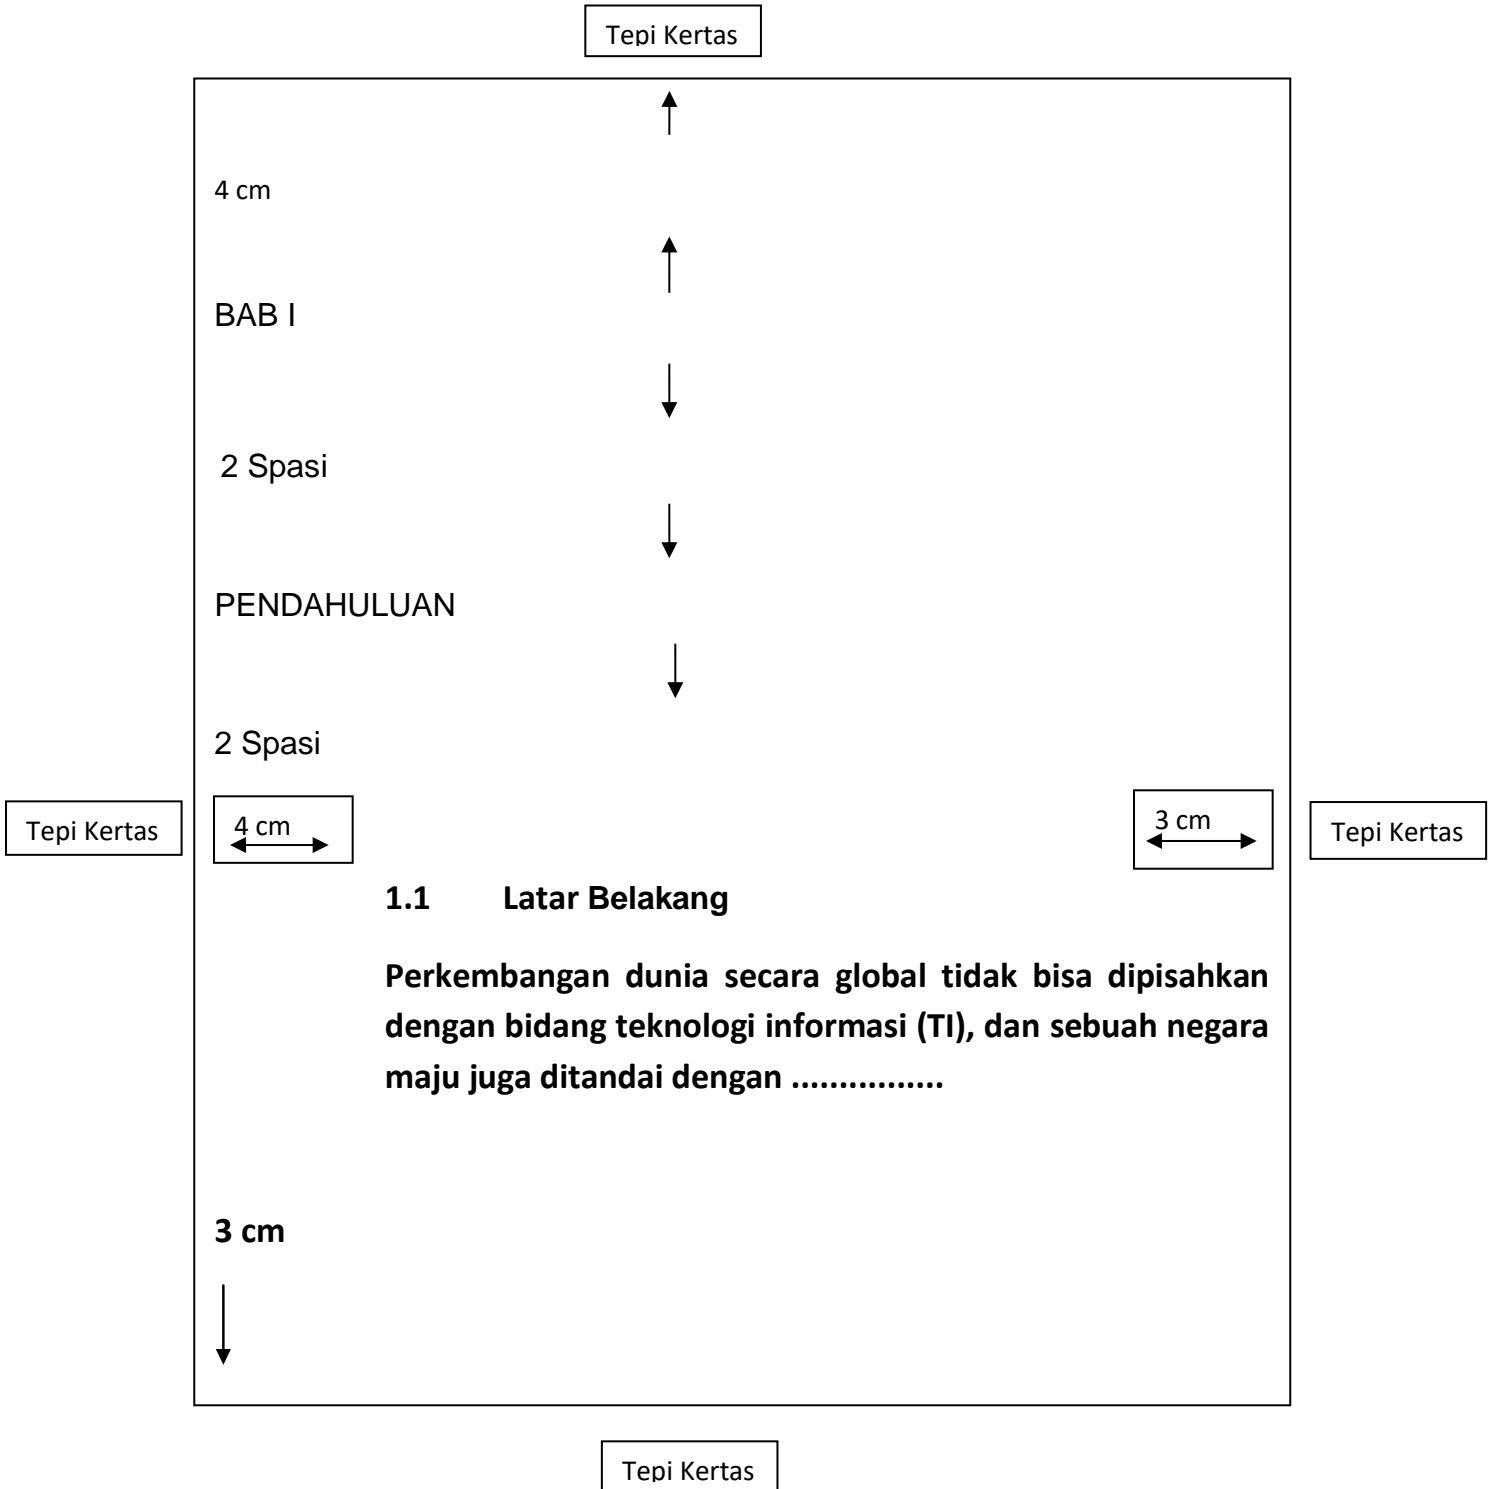 Tepi Kertas
4 cm
BAB I
2 Spasi
PENDAHULUAN
2 Spasi
Tepi Kertas
4 cm
3 cm
Tepi Kertas
1.1 Latar Belakang
Perkembangan dunia secara global tidak bisa dipisahkan
dengan bidang teknologi informasi (TI), dan sebuah negara
maju juga ditandai dengan ................
3 cm
Tepi Kertas